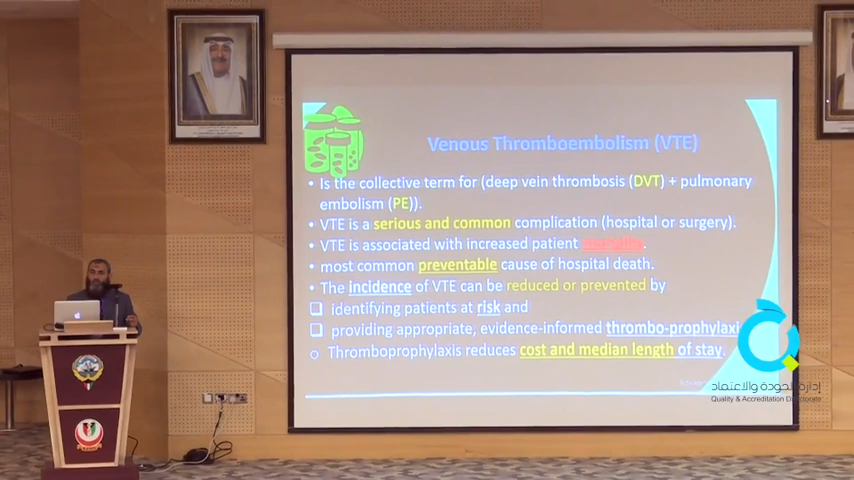 Venous Thromboembolism (VTE)
• Is the collective term for (deep vein thrombosis (DVT) + pulmonary
embolism (PE)).
• VTE is a serious and common complication (hospital or surgery).
• VTE is associated with increased patient
• most common preventable cause of hospital death.
• The incidence of VTE can be reduced or prevented by
❑ identifying patients at risk and
❑ providing appropriate, evidence-informed thrombo-prophylaxi
○ Thromboprophylaxis reduces cost and median length of stay.
إدارة الجودة والاعتماد
Quality & Accreditation Directorate